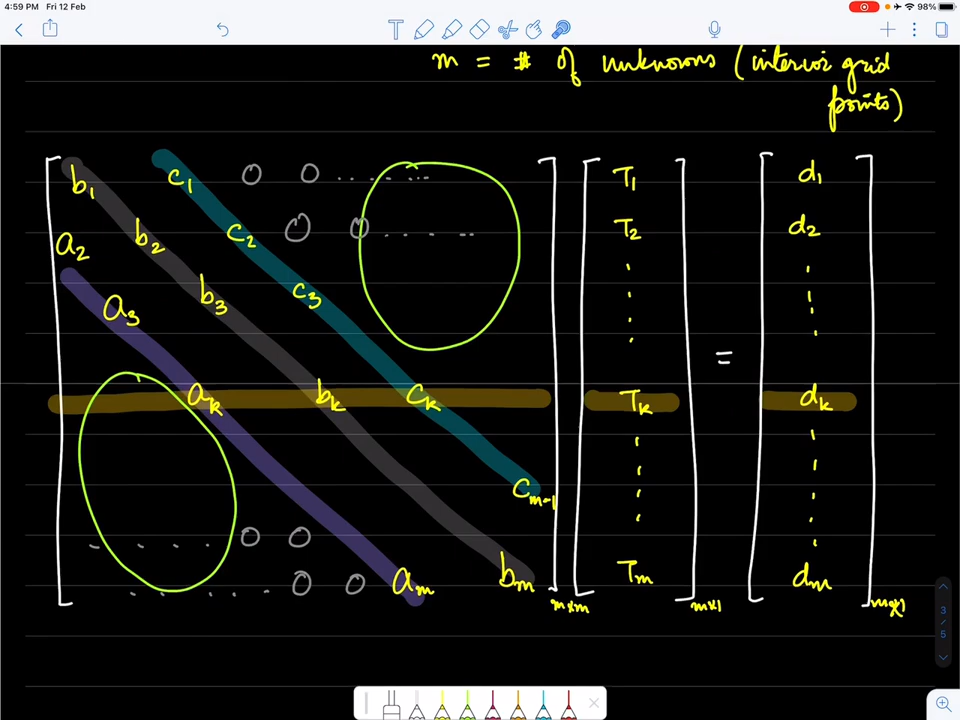 4:59 PM Fri 12 Feb 98%
m = # of unknowns (interior grid
points)
b1 c1 0 0 ........ T1 d1
a2 b2 c2 0 0 ..... T2 d2
a3 b3 c3
ak bk ck Tk = dk
cm-1
..... 0 0
...... 0 0 am bm Tm dm
m×m m×1 m×1
3
/
5